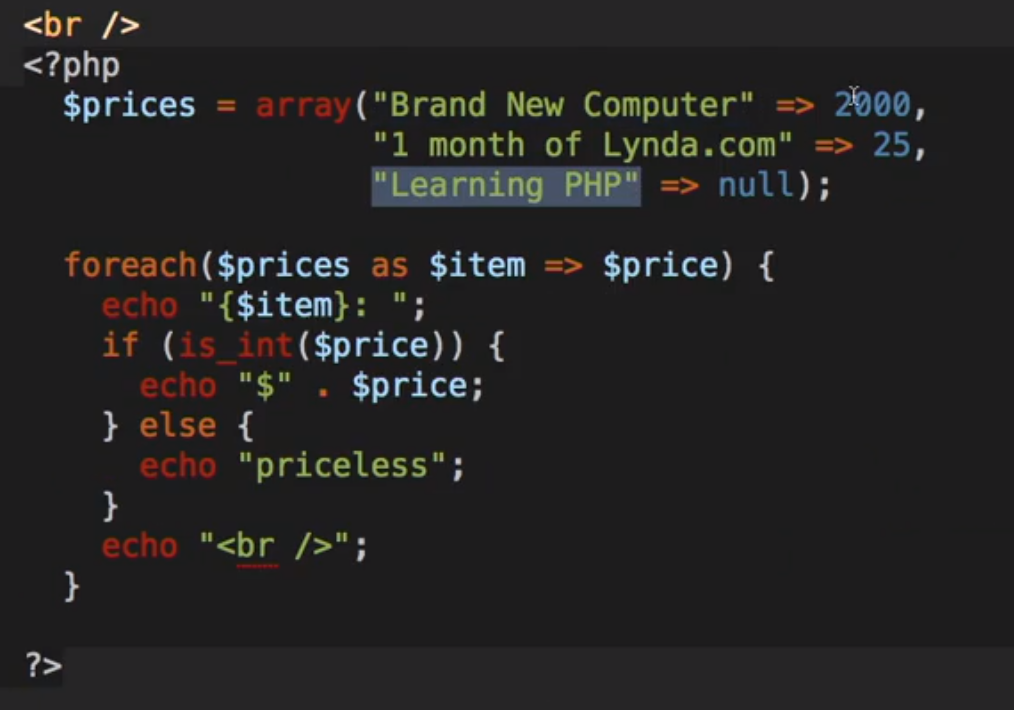 <br />
<?php
  $prices = array("Brand New Computer" => 2000,
                  "1 month of Lynda.com" => 25,
                  "Learning PHP" => null);

  foreach($prices as $item => $price) {
    echo "{$item}: ";
    if (is_int($price)) {
      echo "$" . $price;
    } else {
      echo "priceless";
    }
    echo "<br />";
  }

?>